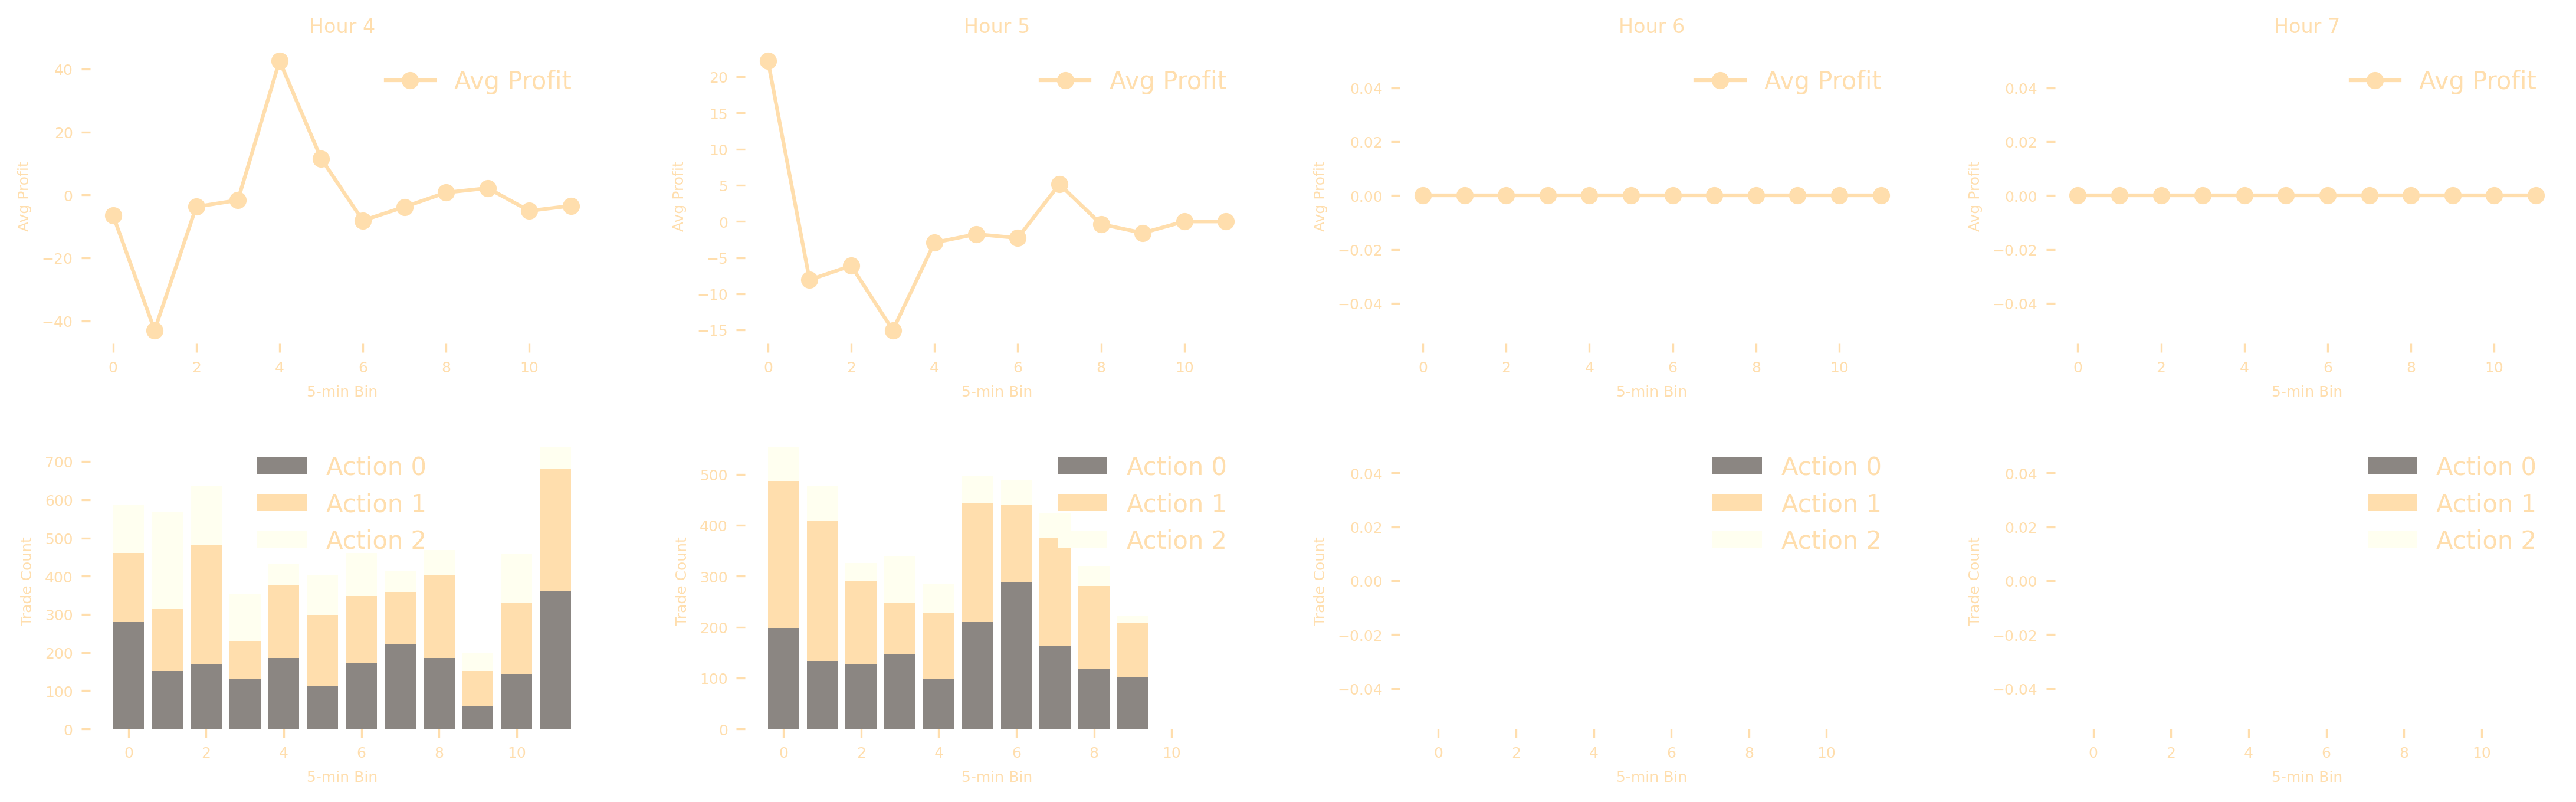 Hour 4
Avg Profit
40
20
0
−20
−40
Avg Profit
0 2 4 6 8 10
5-min Bin
Hour 5
Avg Profit
20
15
10
5
0
−5
−10
−15
Avg Profit
0 2 4 6 8 10
5-min Bin
Hour 6
Avg Profit
0.04
0.02
0.00
−0.02
−0.04
Avg Profit
0 2 4 6 8 10
5-min Bin
Hour 7
Avg Profit
0.04
0.02
0.00
−0.02
−0.04
Avg Profit
0 2 4 6 8 10
5-min Bin
Action 0
Action 1
Action 2
700
600
500
400
300
200
100
0
Trade Count
0 2 4 6 8 10
5-min Bin
Action 0
Action 1
Action 2
500
400
300
200
100
0
Trade Count
0 2 4 6 8 10
5-min Bin
Action 0
Action 1
Action 2
0.04
0.02
0.00
−0.02
−0.04
Trade Count
0 2 4 6 8 10
5-min Bin
Action 0
Action 1
Action 2
0.04
0.02
0.00
−0.02
−0.04
Trade Count
0 2 4 6 8 10
5-min Bin